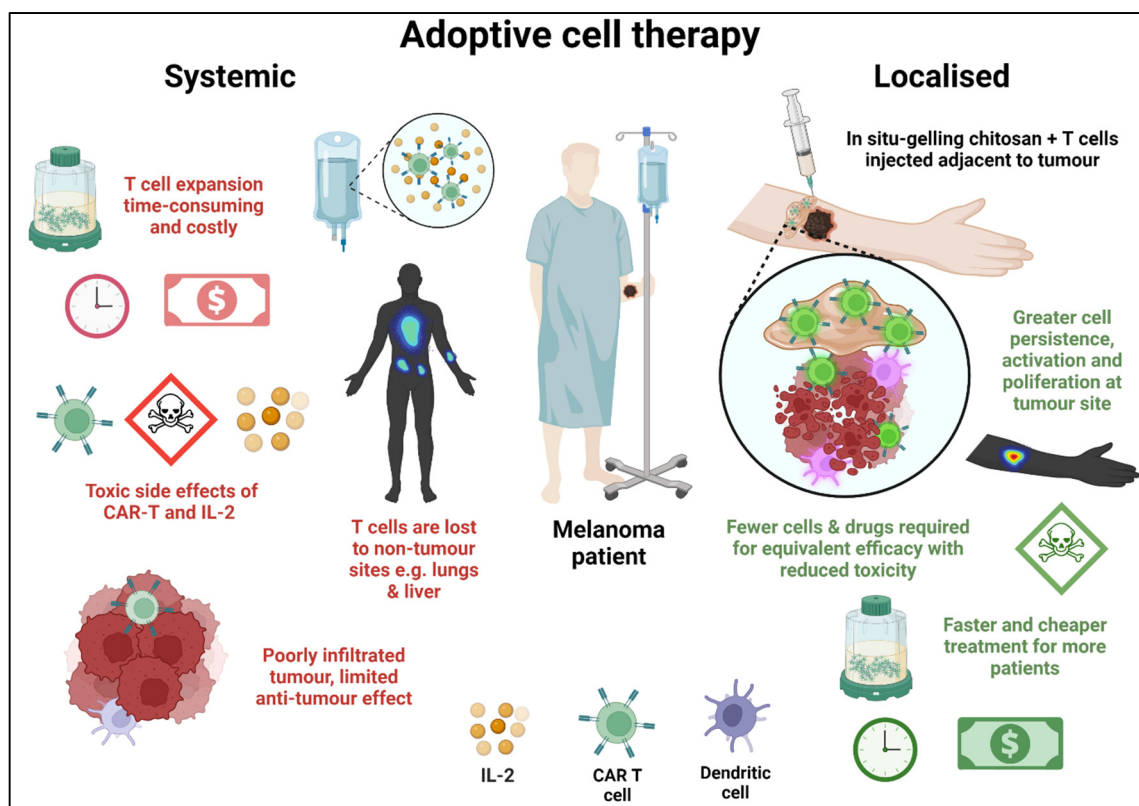 Adoptive cell therapy
Systemic
T cell expansion
time-consuming
and costly
$
Toxic side effects of
CAR-T and IL-2
T cells are lost
to non-tumour
sites e.g. lungs
& liver
Poorly infiltrated
tumour, limited
anti-tumour effect
Melanoma
patient
Localised
In situ-gelling chitosan + T cells
injected adjacent to tumour
Greater cell
persistence,
activation and
poliferation at
tumour site
Fewer cells & drugs required
for equivalent efficacy with
reduced toxicity
Faster and cheaper
treatment for more
patients
$
IL-2
CAR T
cell
Dendritic
cell